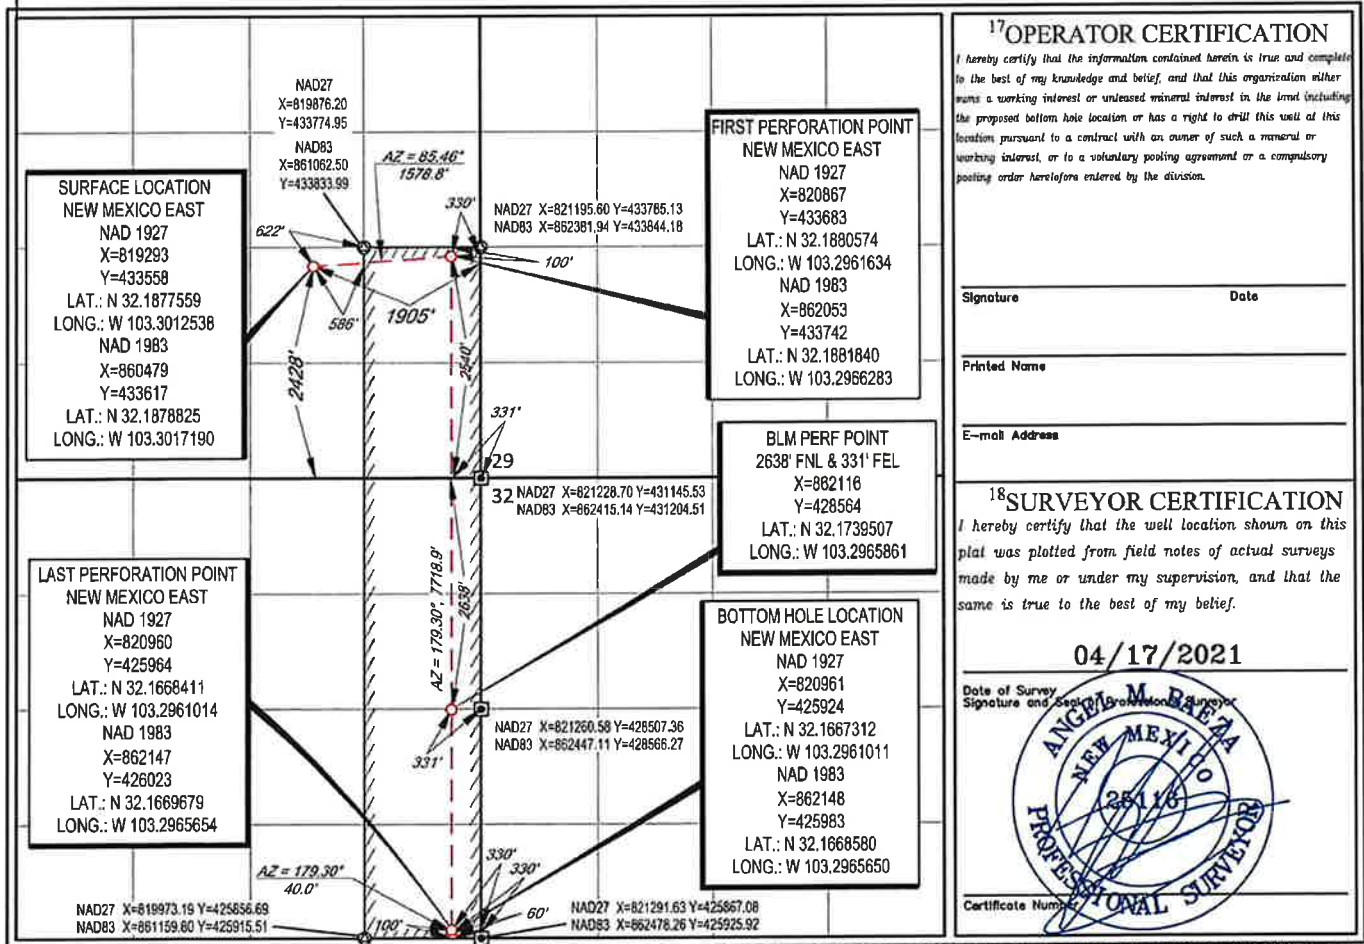 NAD27
X=819876.20
Y=433774.95
NAD83
X=861062.50
Y=433833.99
AZ = 85.46°
1578.8'
622'
330'
NAD27 X=821195.60 Y=433785.13
NAD83 X=862381.94 Y=433844.18
100'
586'
1905'
2428'
2540'
331'
29
32
NAD27 X=821228.70 Y=431145.53
NAD83 X=862415.14 Y=431204.51
AZ = 179.30°, 7718.9'
2638'
331'
NAD27 X=821260.58 Y=428507.36
NAD83 X=862447.11 Y=428566.27
AZ = 179.30°
40.0'
330'
330'
100'
60'
NAD27 X=819973.19 Y=425856.69
NAD83 X=861159.80 Y=425915.51
NAD27 X=821291.63 Y=425867.08
NAD83 X=862478.26 Y=425925.92
SURFACE LOCATION
NEW MEXICO EAST
NAD 1927
X=819293
Y=433558
LAT.: N 32.1877559
LONG.: W 103.3012538
NAD 1983
X=860479
Y=433617
LAT.: N 32.1878825
LONG.: W 103.3017190
FIRST PERFORATION POINT
NEW MEXICO EAST
NAD 1927
X=820867
Y=433683
LAT.: N 32.1880574
LONG.: W 103.2961634
NAD 1983
X=862053
Y=433742
LAT.: N 32.1881840
LONG.: W 103.2966283
BLM PERF POINT
2638' FNL & 331' FEL
X=862116
Y=428564
LAT.: N 32.1739507
LONG.: W 103.2965861
LAST PERFORATION POINT
NEW MEXICO EAST
NAD 1927
X=820960
Y=425964
LAT.: N 32.1668411
LONG.: W 103.2961014
NAD 1983
X=862147
Y=426023
LAT.: N 32.1669679
LONG.: W 103.2965654
BOTTOM HOLE LOCATION
NEW MEXICO EAST
NAD 1927
X=820961
Y=425924
LAT.: N 32.1667312
LONG.: W 103.2961011
NAD 1983
X=862148
Y=425983
LAT.: N 32.1668580
LONG.: W 103.2965650
17 OPERATOR CERTIFICATION
I hereby certify that the information contained herein is true and complete
to the best of my knowledge and belief, and that this organization either
owns a working interest or unleased mineral interest in the land including
the proposed bottom hole location or has a right to drill this well at this
location pursuant to a contract with an owner of such a mineral or
working interest, or to a voluntary pooling agreement or a compulsory
pooling order heretofore entered by the division.
Signature Date
Printed Name
E-mail Address
18 SURVEYOR CERTIFICATION
I hereby certify that the well location shown on this
plat was plotted from field notes of actual surveys
made by me or under my supervision, and that the
same is true to the best of my belief.
04/17/2021
Date of Survey
Signature and Seal of Professional Surveyor
ANGEL M. BAEZA
NEW MEXICO
25116
PROFESSIONAL SURVEYOR
Certificate Number